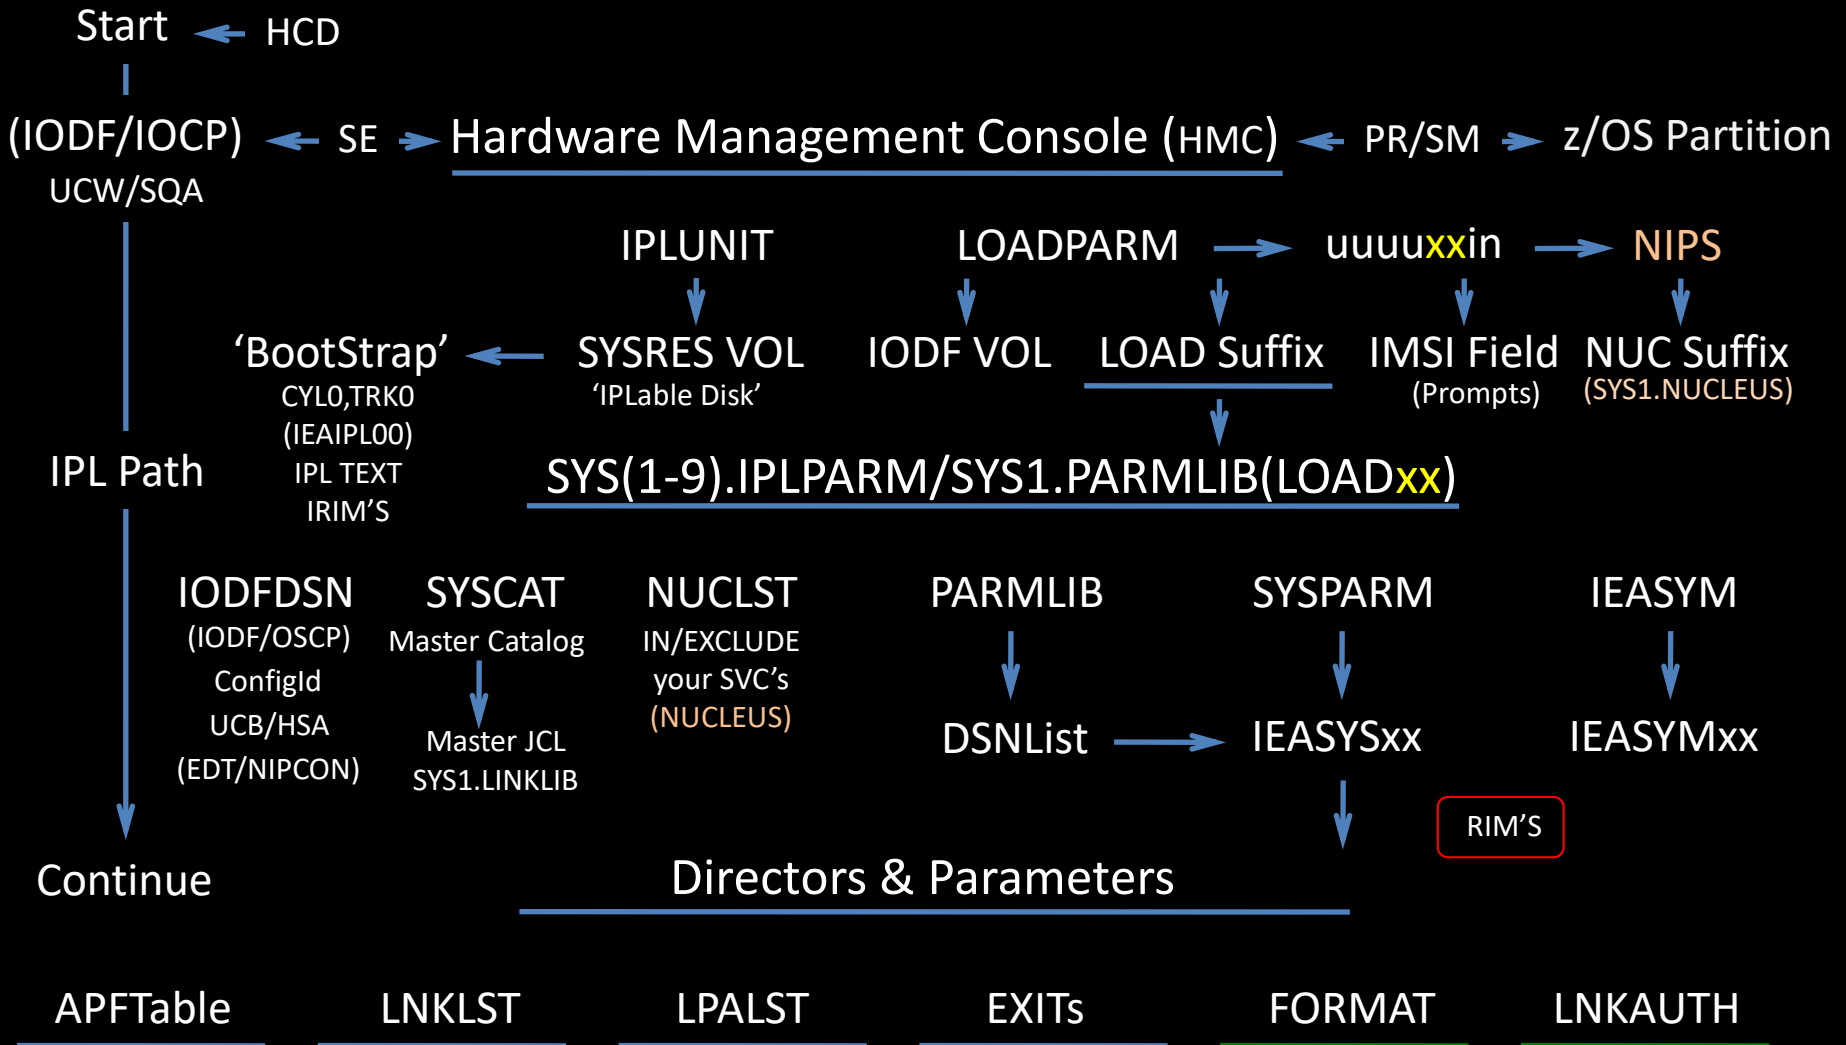 Start HCD
(IODF/IOCP) SE Hardware Management Console (HMC) PR/SM z/OS Partition
UCW/SQA
IPLUNIT LOADPARM uuuuxxin NIPS
'BootStrap' SYSRES VOL IODF VOL LOAD Suffix IMSI Field NUC Suffix
CYL0,TRK0 'IPLable Disk' (Prompts) (SYS1.NUCLEUS)
(IEAIPL00)
IPL Path IPL TEXT SYS(1-9).IPLPARM/SYS1.PARMLIB(LOADxx)
IRIM'S
IODFDSN SYSCAT NUCLST PARMLIB SYSPARM IEASYM
(IODF/OSCP) Master Catalog IN/EXCLUDE
ConfigId your SVC's
UCB/HSA (NUCLEUS)
Master JCL DSNList IEASYSxx IEASYMxx
(EDT/NIPCON) SYS1.LINKLIB
RIM'S
Continue Directors & Parameters
APFTable LNKLST LPALST EXITs FORMAT LNKAUTH